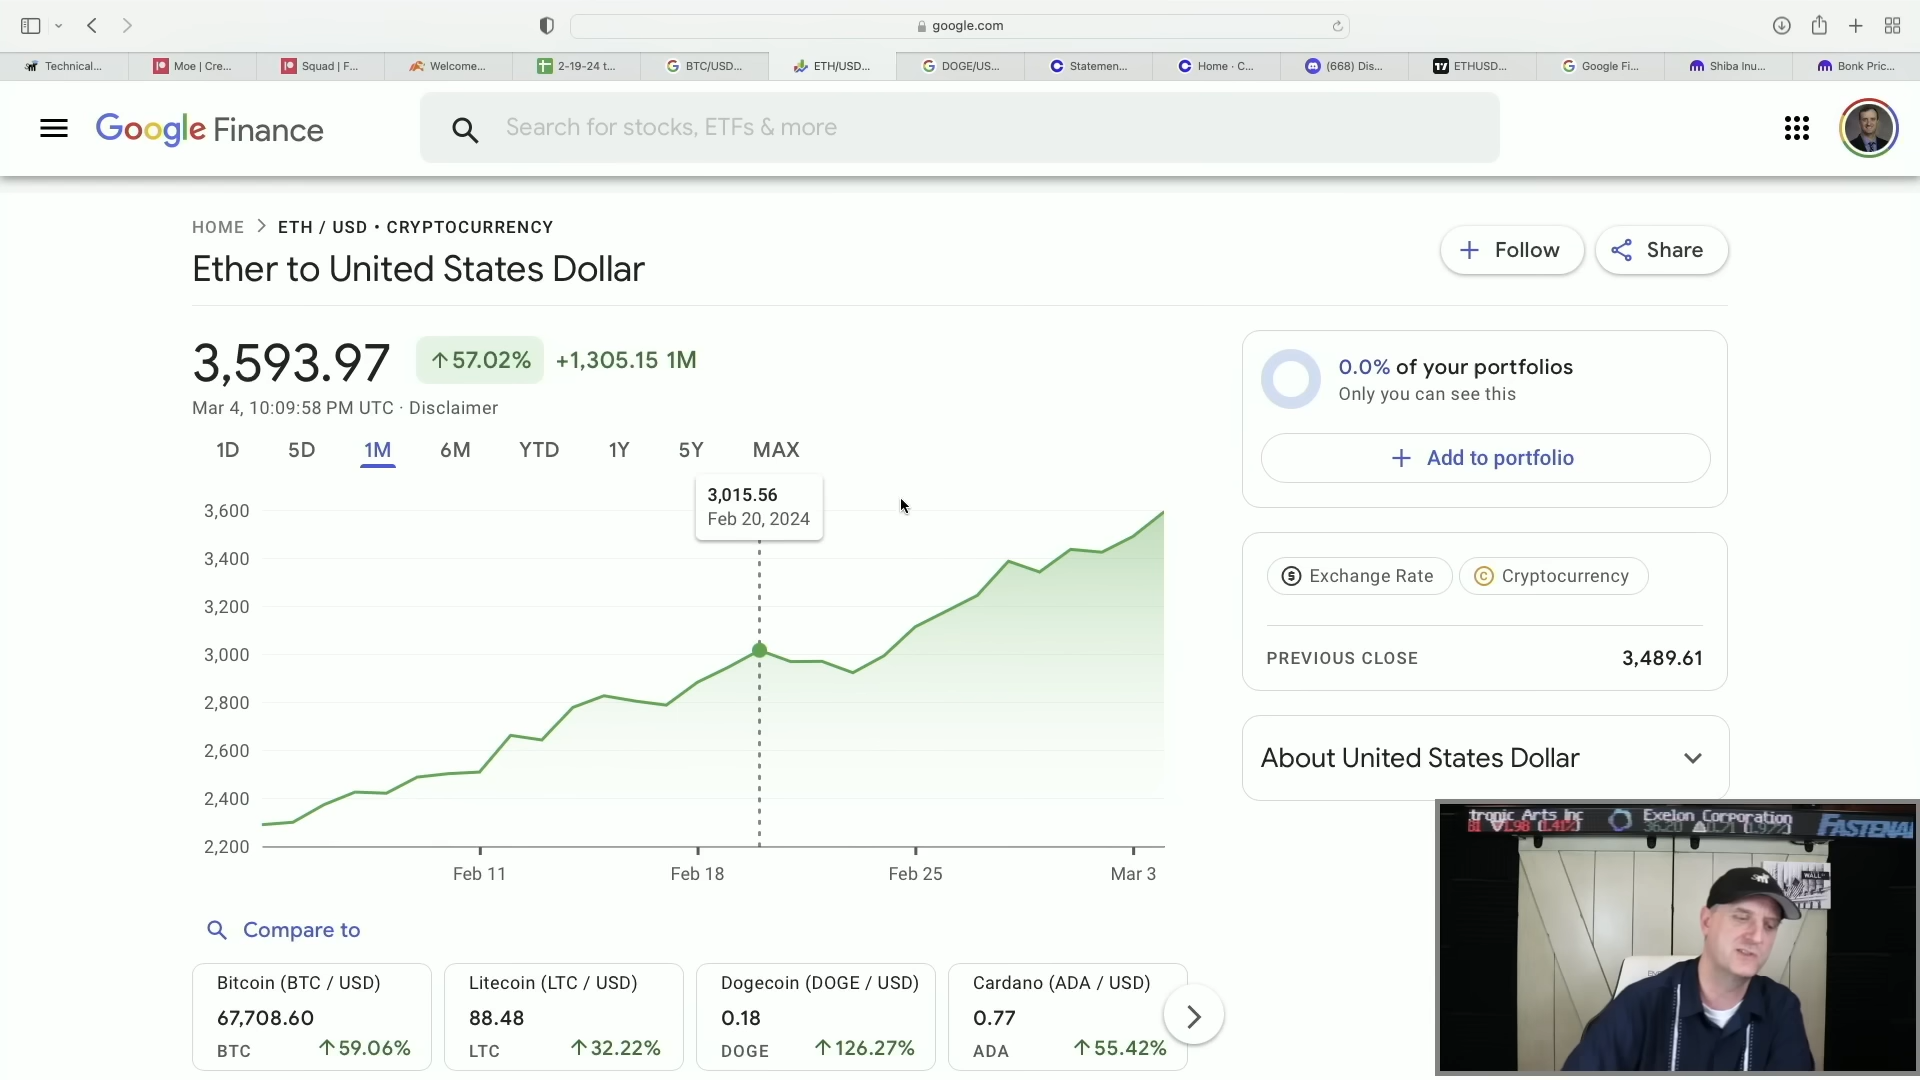 google.com
Technical...
Moe | Cre...
Squad | F...
Welcome...
2-19-24 t...
BTC/USD...
ETH/USD...
DOGE/US...
Statemen...
Home · C...
(668) Dis...
ETHUSD...
Google Fi...
Shiba Inu...
Bonk Pric...
Google Finance
Search for stocks, ETFs & more
HOME > ETH / USD • CRYPTOCURRENCY
Ether to United States Dollar
Follow
Share
3,593.97 ↑57.02% +1,305.15 1M
Mar 4, 10:09:58 PM UTC · Disclaimer
1D 5D 1M 6M YTD 1Y 5Y MAX
3,015.56
Feb 20, 2024
3,600
3,400
3,200
3,000
2,800
2,600
2,400
2,200
Feb 11 Feb 18 Feb 25 Mar 3
0.0% of your portfolios
Only you can see this
+ Add to portfolio
Exchange Rate
Cryptocurrency
PREVIOUS CLOSE 3,489.61
About United States Dollar
Compare to
Bitcoin (BTC / USD)
67,708.60
BTC ↑59.06%
Litecoin (LTC / USD)
88.48
LTC ↑32.22%
Dogecoin (DOGE / USD)
0.18
DOGE ↑126.27%
Cardano (ADA / USD)
0.77
ADA ↑55.42%
tronic Arts Inc
Exelon Corporation
FASTENAL
WALL